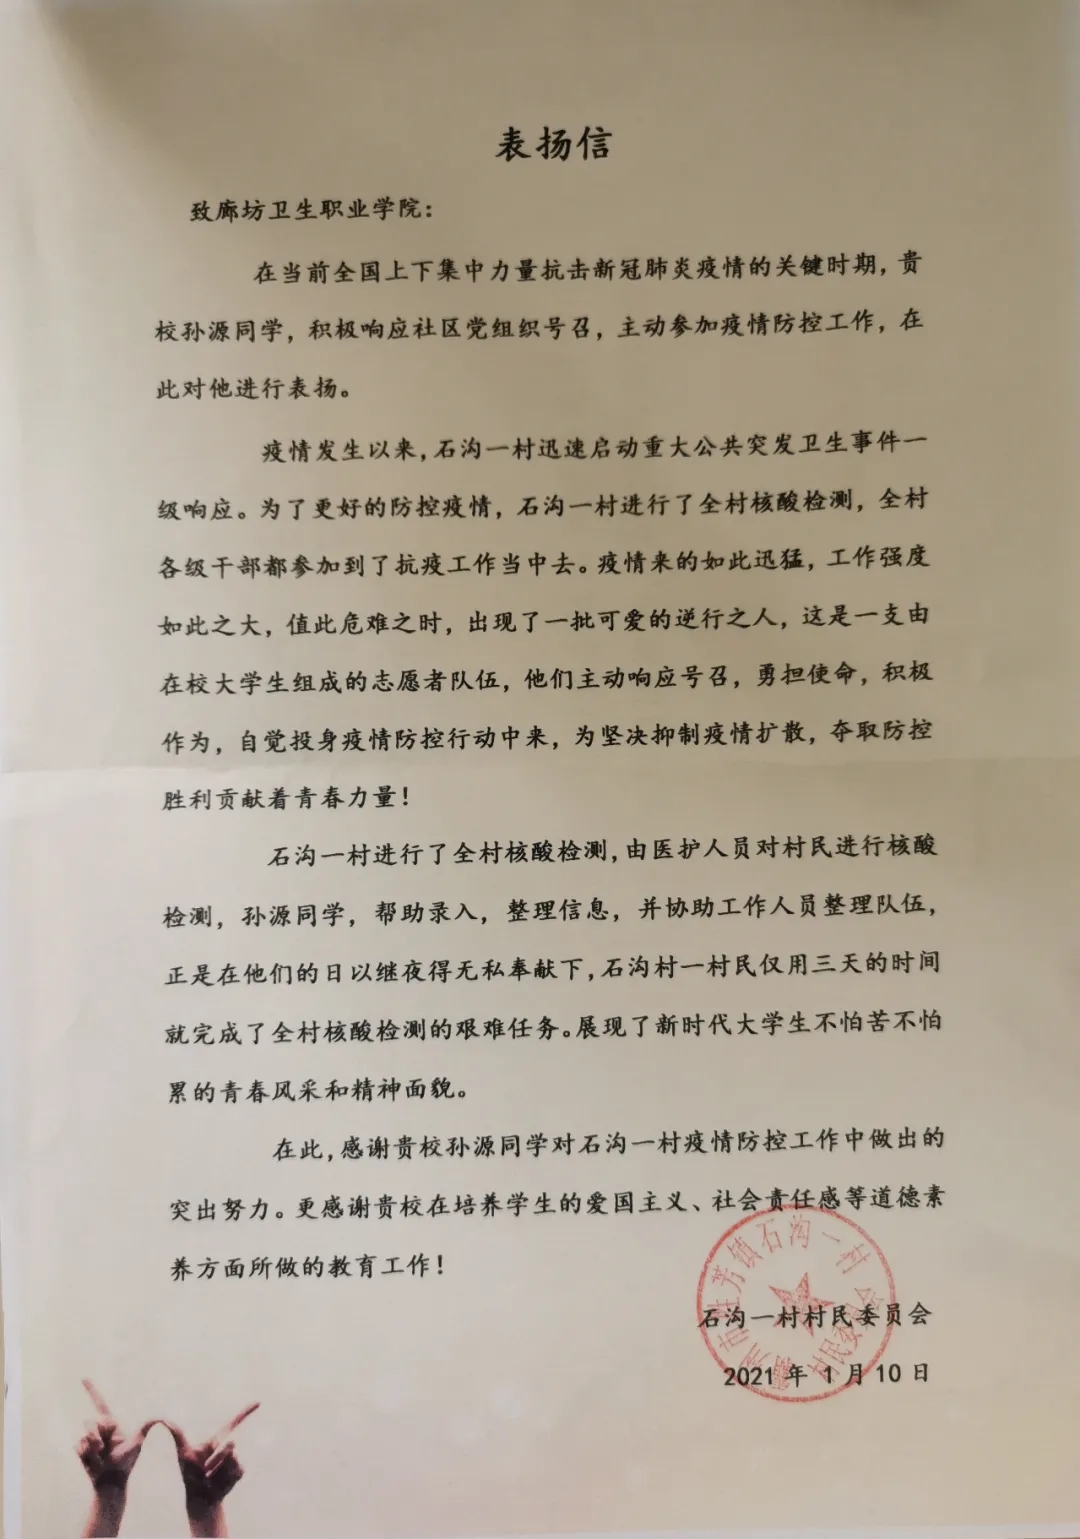 表扬信
致廊坊卫生职业学院：
在当前全国上下集中力量抗击新冠肺炎疫情的关键时期，贵
校孙源同学，积极响应社区党组织号召，主动参加疫情防控工作，在
此对他进行表扬。
疫情发生以来，石沟一村迅速启动重大公共突发卫生事件一
级响应。为了更好的防控疫情，石沟一村进行了全村核酸检测，全村
各级干部都参加到了抗疫工作当中去。疫情来的如此迅猛，工作强度
如此之大，值此危难之时，出现了一批可爱的逆行之人，这是一支由
在校大学生组成的志愿者队伍，他们主动响应号召，勇担使命，积极
作为，自觉投身疫情防控行动中来，为坚决抑制疫情扩散，夺取防控
胜利贡献着青春力量！
石沟一村进行了全村核酸检测，由医护人员对村民进行核酸
检测，孙源同学，帮助录入，整理信息，并协助工作人员整理队伍，
正是在他们的日以继夜得无私奉献下，石沟村一村民仅用三天的时间
就完成了全村核酸检测的艰难任务。展现了新时代大学生不怕苦不怕
累的青春风采和精神面貌。
在此，感谢贵校孙源同学对石沟一村疫情防控工作中做出的
突出努力。更感谢贵校在培养学生的爱国主义、社会责任感等道德素
养方面所做的教育工作！
石沟一村村民委员会
2021 年 1 月 10 日
霸州市胜芳镇石沟一村
村民委员会